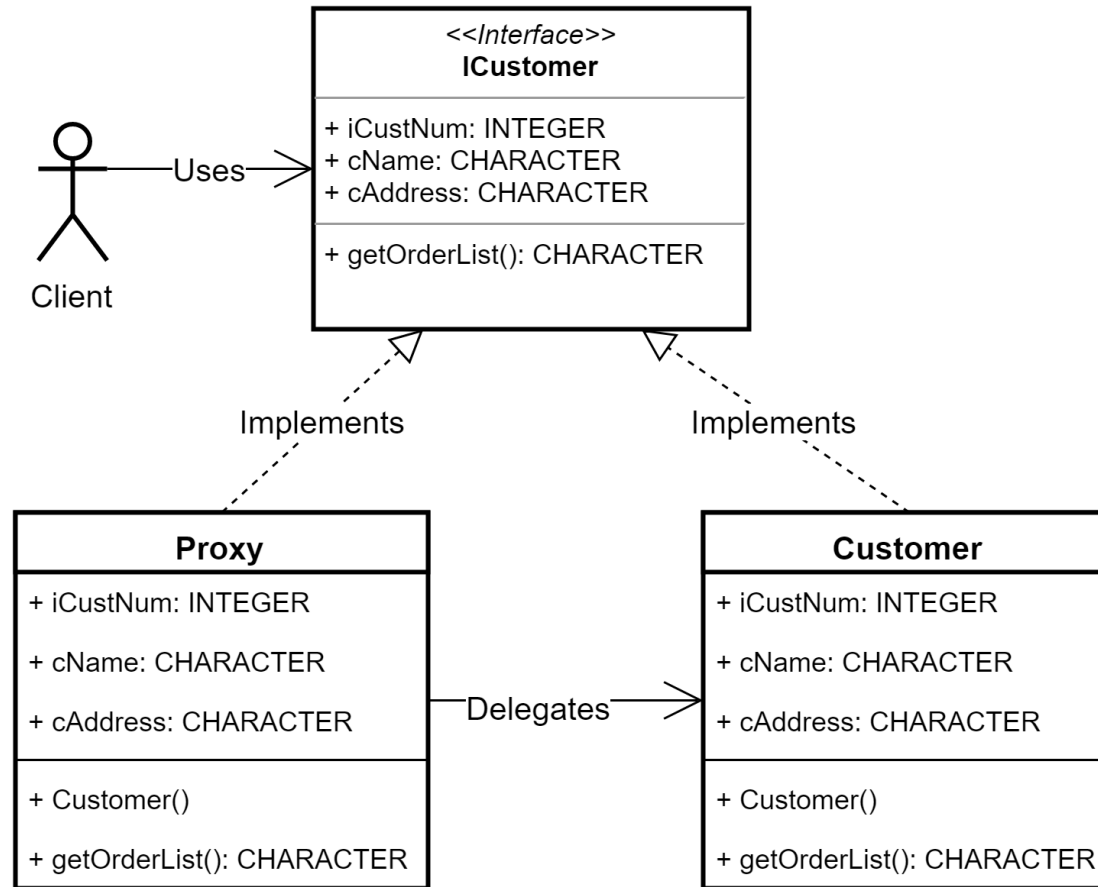 <<Interface>>
ICustomer
+ iCustNum: INTEGER
+ cName: CHARACTER
+ cAddress: CHARACTER
+ getOrderList(): CHARACTER
Uses
Client
Implements
Implements
Proxy
+ iCustNum: INTEGER
+ cName: CHARACTER
+ cAddress: CHARACTER
+ Customer()
+ getOrderList(): CHARACTER
Delegates
Customer
+ iCustNum: INTEGER
+ cName: CHARACTER
+ cAddress: CHARACTER
+ Customer()
+ getOrderList(): CHARACTER